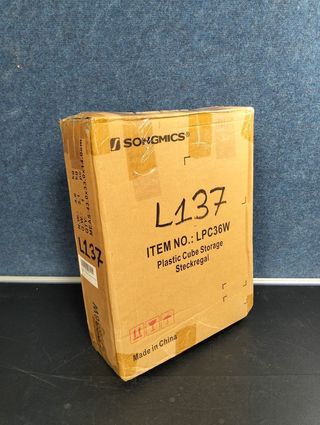 SONGMICS®
L137
ITEM NO.: LPC36W
Plastic Cube Storage
Steckregal
Made in China
L137